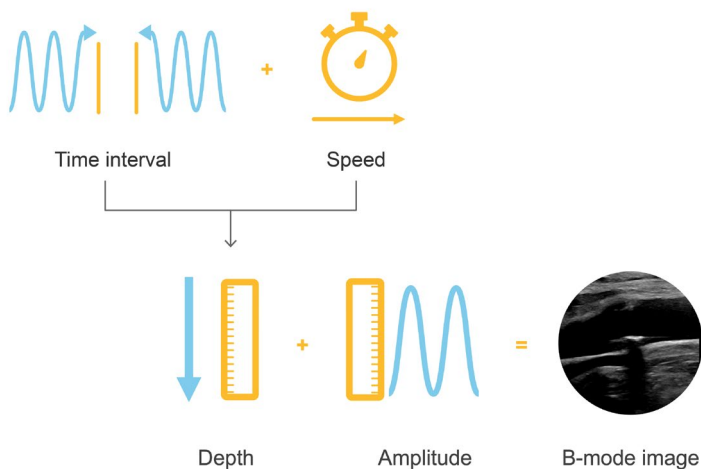 +
Time interval
Speed
+
=
Depth
Amplitude
B-mode image